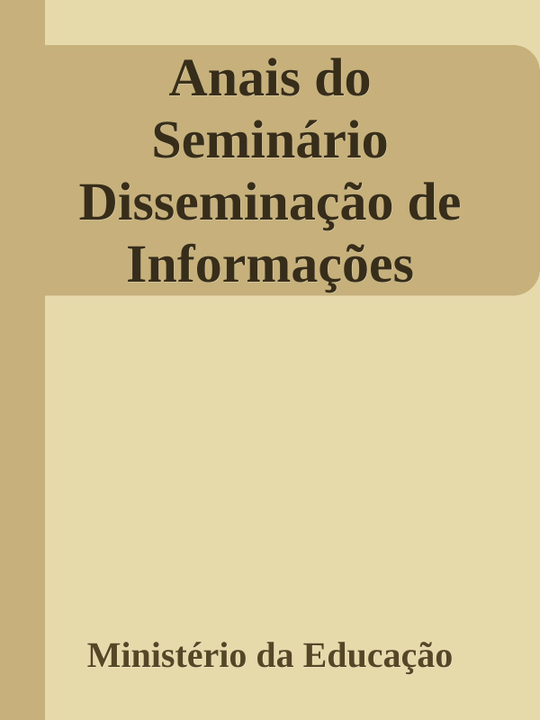 Anais do
Seminário
Disseminação de
Informações
Ministério da Educação